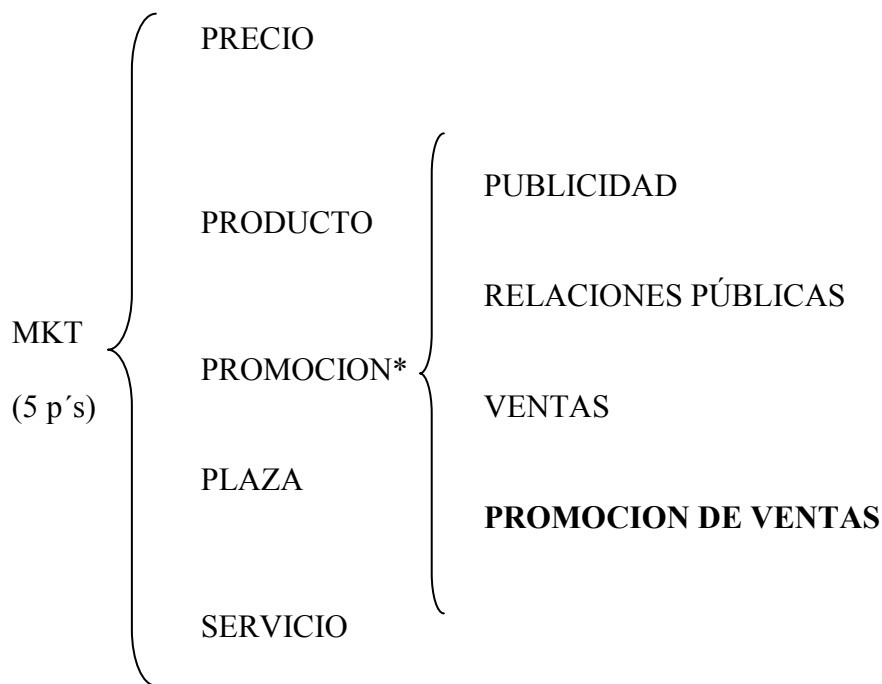 MKT
(5 p´s)
PRECIO
PRODUCTO
PROMOCION*
PLAZA
SERVICIO
PUBLICIDAD
RELACIONES PÚBLICAS
VENTAS
PROMOCION DE VENTAS